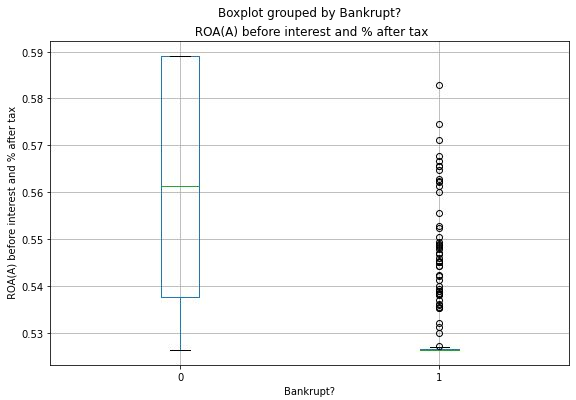 Boxplot grouped by Bankrupt?
ROA(A) before interest and % after tax
0.59
0.58
0.57
0.56
0.55
0.54
0.53
ROA(A) before interest and % after tax
0
1
Bankrupt?